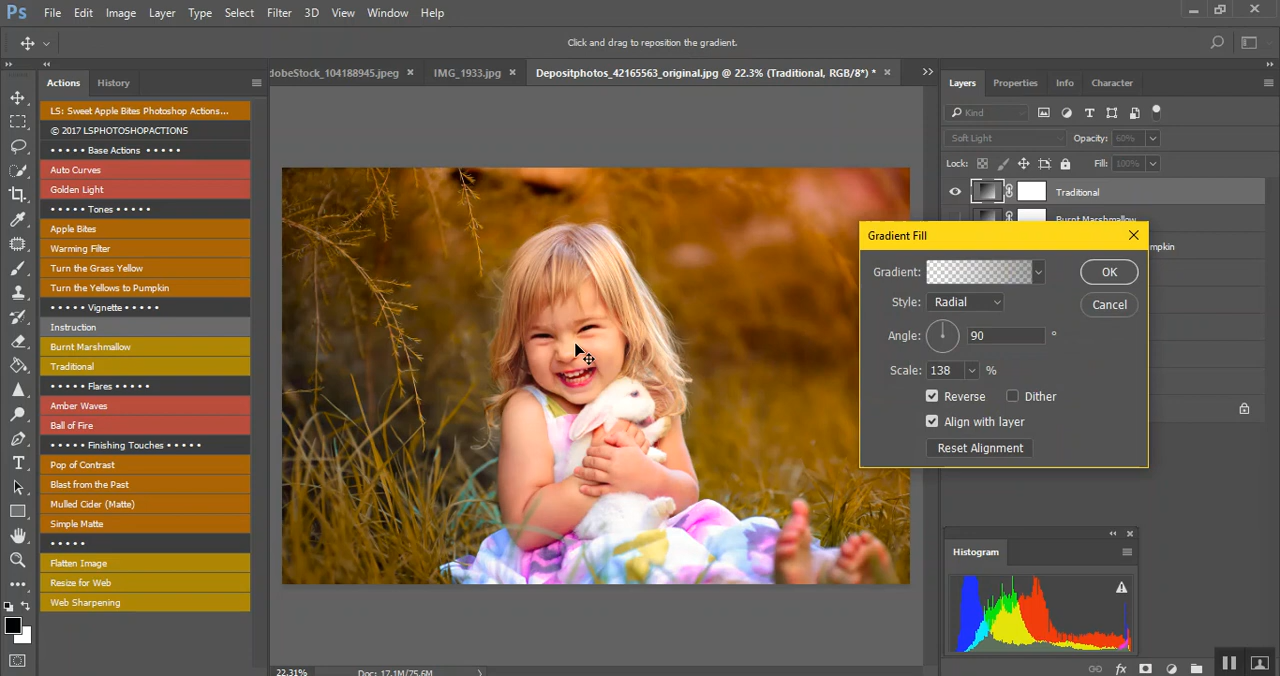 Ps File Edit Image Layer Type Select Filter 3D View Window Help
Click and drag to reposition the gradient.
Actions History
dobeStock_104188945.jpeg × IMG_1933.jpg × Depositphotos_42165563_original.jpg @ 22.3% (Traditional, RGB/8*) * ×
Layers Properties Info Character
LS: Sweet Apple Bites Photoshop Actions...
© 2017 LSPHOTOSHOPACTIONS
• • • • • Base Actions • • • • •
Auto Curves
Golden Light
• • • • • Tones • • • • •
Apple Bites
Warming Filter
Turn the Grass Yellow
Turn the Yellows to Pumpkin
• • • • • Vignette • • • • •
Instruction
Burnt Marshmallow
Traditional
• • • • • Flares • • • • •
Amber Waves
Ball of Fire
• • • • • Finishing Touches • • • • •
Pop of Contrast
Blast from the Past
Mulled Cider (Matte)
Simple Matte
• • • • •
Flatten Image
Resize for Web
Web Sharpening
22.31% Doc: 17.1M/75.6M
Kind
Soft Light Opacity: 60%
Lock: Fill: 100%
Traditional
Burnt Marshmallow
mpkin
Gradient Fill
Gradient: OK
Style: Radial Cancel
Angle: 90 °
Scale: 138 %
Reverse Dither
Align with layer
Reset Alignment
Histogram
fx